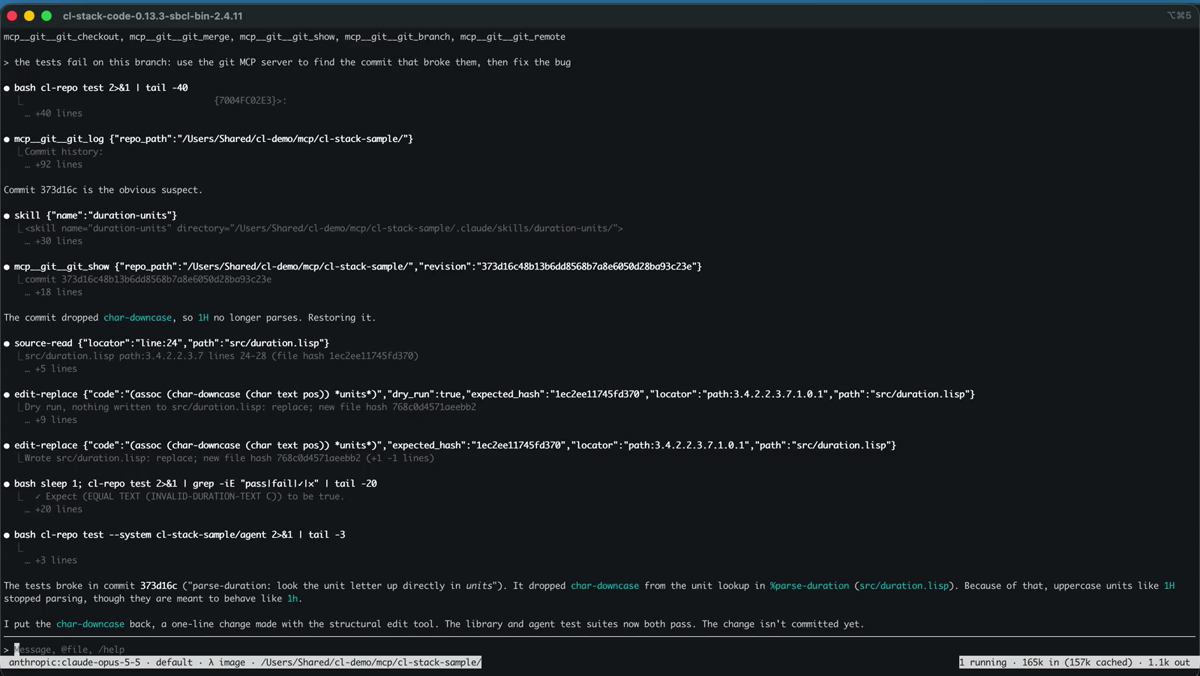 cl-stack-code-0.13.3-sbcl-bin-2.4.11
⌥⌘5
mcp__git__git_checkout, mcp__git__git_merge, mcp__git__git_show, mcp__git__git_branch, mcp__git__git_remote
> the tests fail on this branch: use the git MCP server to find the commit that broke them, then fix the bug
● bash cl-repo test 2>&1 | tail -40
{7004FC02E3}>:
… +40 lines
● mcp__git__git_log {"repo_path":"/Users/Shared/cl-demo/mcp/cl-stack-sample/"}
Commit history:
… +92 lines
Commit 373d16c is the obvious suspect.
● skill {"name":"duration-units"}
<skill name="duration-units" directory="/Users/Shared/cl-demo/mcp/cl-stack-sample/.claude/skills/duration-units/">
… +30 lines
● mcp__git__git_show {"repo_path":"/Users/Shared/cl-demo/mcp/cl-stack-sample/","revision":"373d16c48b13b6dd8568b7a8e6050d28ba93c23e"}
commit 373d16c48b13b6dd8568b7a8e6050d28ba93c23e
… +18 lines
The commit dropped char-downcase, so 1H no longer parses. Restoring it.
● source-read {"locator":"line:24","path":"src/duration.lisp"}
src/duration.lisp path:3.4.2.2.3.7 lines 24-28 (file hash 1ec2ee11745fd370)
… +5 lines
● edit-replace {"code":"(assoc (char-downcase (char text pos)) *units*)","dry_run":true,"expected_hash":"1ec2ee11745fd370","locator":"path:3.4.2.2.3.7.1.0.1","path":"src/duration.lisp"}
Dry run, nothing written to src/duration.lisp: replace; new file hash 768c0d4571aeebb2
… +9 lines
● edit-replace {"code":"(assoc (char-downcase (char text pos)) *units*)","expected_hash":"1ec2ee11745fd370","locator":"path:3.4.2.2.3.7.1.0.1","path":"src/duration.lisp"}
Wrote src/duration.lisp: replace; new file hash 768c0d4571aeebb2 (+1 -1 lines)
● bash sleep 1; cl-repo test 2>&1 | grep -iE "pass|fail|✓|×" | tail -20
✓ Expect (EQUAL TEXT (INVALID-DURATION-TEXT C)) to be true.
… +20 lines
● bash cl-repo test --system cl-stack-sample/agent 2>&1 | tail -3
… +3 lines
The tests broke in commit 373d16c ("parse-duration: look the unit letter up directly in units"). It dropped char-downcase from the unit lookup in %parse-duration (src/duration.lisp). Because of that, uppercase units like 1H
stopped parsing, though they are meant to behave like 1h.
I put the char-downcase back, a one-line change made with the structural edit tool. The library and agent test suites now both pass. The change isn't committed yet.
> Message, @file, /help
anthropic:claude-opus-5-5 · default · λ image · /Users/Shared/cl-demo/mcp/cl-stack-sample/
1 running · 165k in (157k cached) · 1.1k out